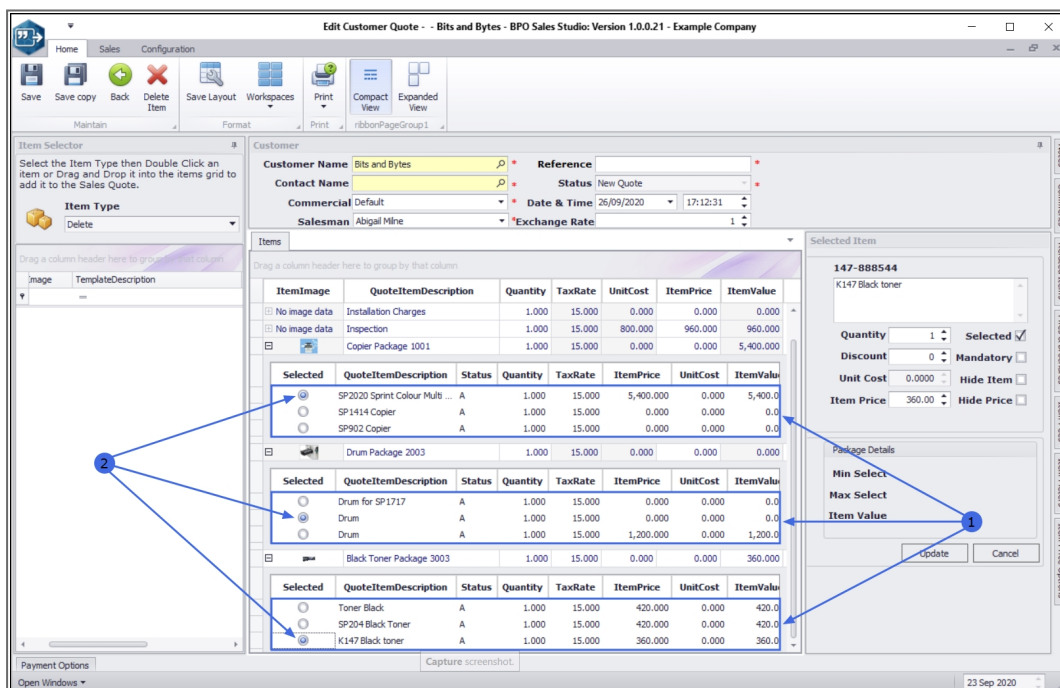 Edit Customer Quote - - Bits and Bytes - BPO Sales Studio: Version 1.0.0.21 - Example Company
Home Sales Configuration
Save Save copy Back Delete Item Save Layout Workspaces Print Compact View Expanded View
Maintain Format Print ribbonPageGroup1
Item Selector
Select the Item Type then Double Click an
item or Drag and Drop it into the items grid to
add it to the Sales Quote.
Item Type
Delete
Drag a column header here to group by that column
Image TemplateDescription
=
Customer
Customer Name Bits and Bytes * Reference *
Contact Name * Status New Quote *
Commercial Default * Date & Time 26/09/2020 17:12:31
Salesman Abigail Milne * Exchange Rate 1
Items
Drag a column header here to group by that column
ItemImage QuoteItemDescription Quantity TaxRate UnitCost ItemPrice ItemValue
No image data Installation Charges 1.000 15.000 0.000 0.000 0.000
No image data Inspection 1.000 15.000 800.000 960.000 960.000
Copier Package 1001 1.000 15.000 0.000 0.000 5,400.000
Selected QuoteItemDescription Status Quantity TaxRate ItemPrice UnitCost ItemValu
SP2020 Sprint Colour Multi ... A 1.000 15.000 5,400.000 0.000 5,400.0
SP1414 Copier A 1.000 15.000 0.000 0.000 0.0
SP902 Copier A 1.000 15.000 0.000 0.000 0.0
Drum Package 2003 1.000 15.000 0.000 0.000 0.000
Selected QuoteItemDescription Status Quantity TaxRate ItemPrice UnitCost ItemValu
Drum for SP1717 A 1.000 15.000 0.000 0.000 0.0
Drum A 1.000 15.000 0.000 0.000 0.0
Drum A 1.000 15.000 1,200.000 0.000 1,200.0
Black Toner Package 3003 1.000 15.000 0.000 0.000 360.000
Selected QuoteItemDescription Status Quantity TaxRate ItemPrice UnitCost ItemValu
Toner Black A 1.000 15.000 420.000 0.000 420.0
SP204 Black Toner A 1.000 15.000 420.000 0.000 420.0
K147 Black toner A 1.000 15.000 360.000 0.000 360.0
2
1
Selected Item
147-888544
K147 Black toner
Quantity 1 Selected
Discount 0 Mandatory
Unit Cost 0.0000 Hide Item
Item Price 360.00 Hide Price
Package Details
Min Select
Max Select
Item Value
Update Cancel
Payment Options
Capture screenshot.
Open Windows
23 Sep 2020